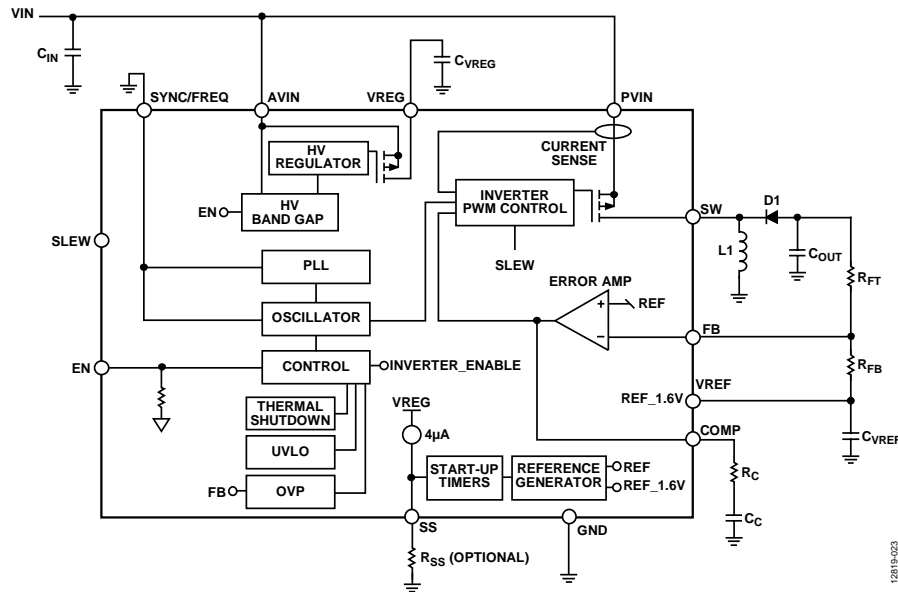 VIN
CIN
CVREG
SYNC/FREQ
AVIN
VREG
PVIN
HV
REGULATOR
CURRENT
SENSE
INVERTER
PWM CONTROL
EN
HV
BAND GAP
SW
D1
SLEW
SLEW
L1
COUT
RFT
PLL
ERROR AMP
+
REF
OSCILLATOR
−
FB
EN
CONTROL
INVERTER_ENABLE
RFB
VREF
REF_1.6V
THERMAL
SHUTDOWN
VREG
4µA
COMP
CVREF
UVLO
START-UP
TIMERS
REFERENCE
GENERATOR
REF
REF_1.6V
RC
FB
OVP
CC
SS
GND
RSS (OPTIONAL)
12819-023